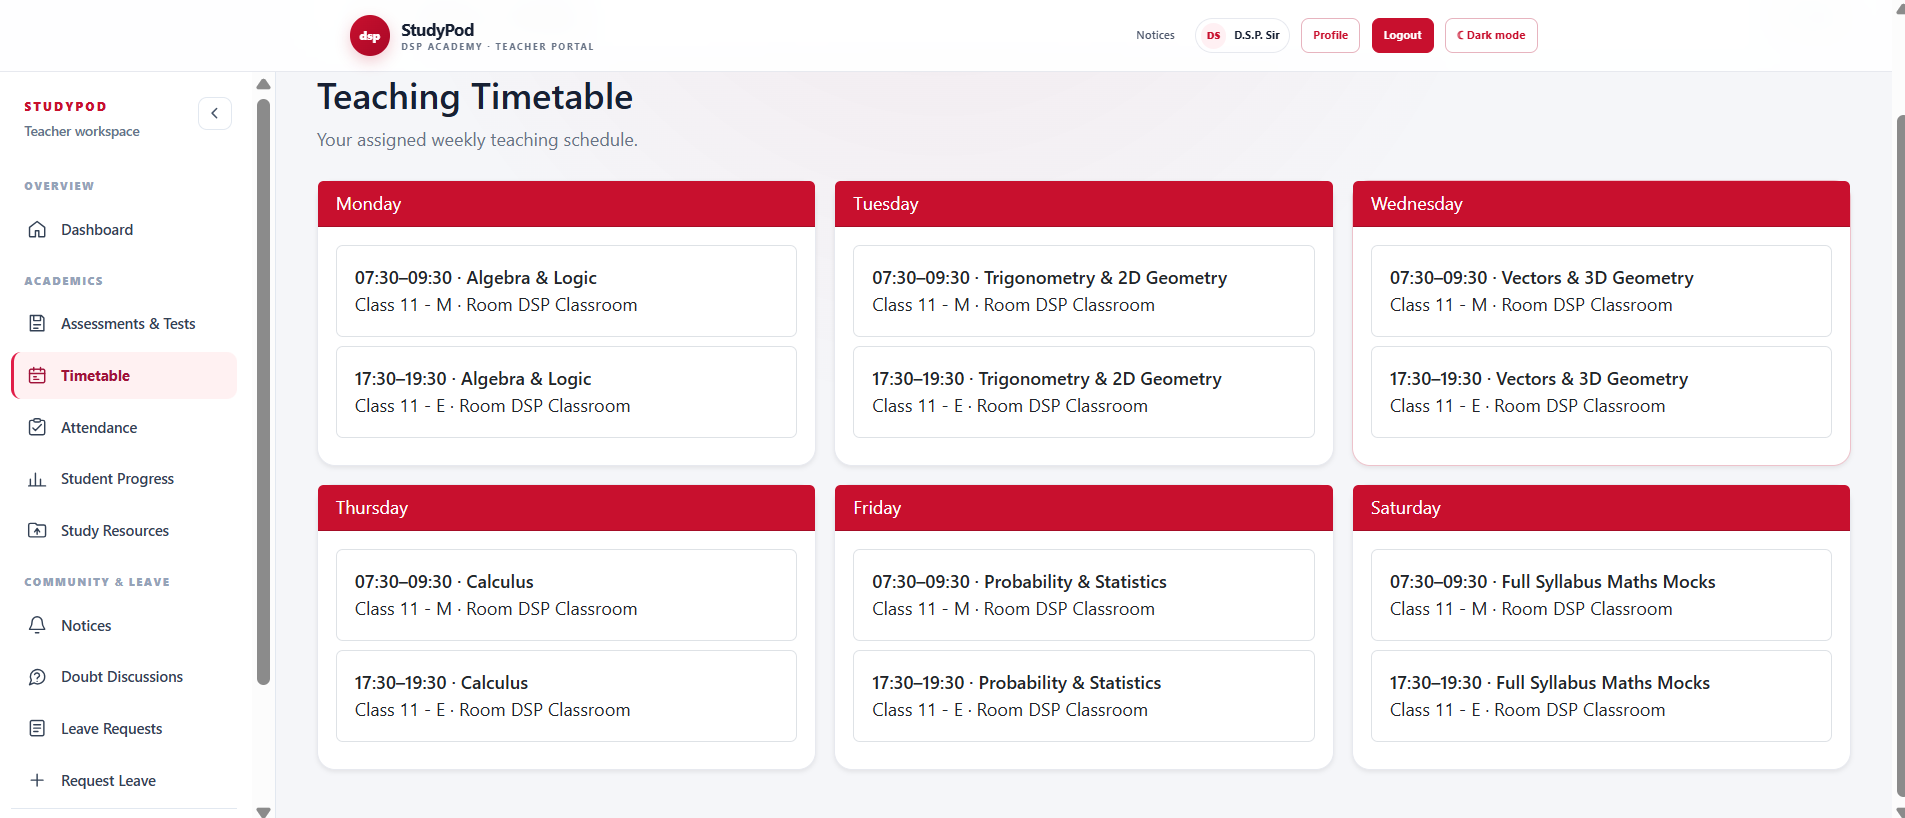 dsp
StudyPod
DSP ACADEMY · TEACHER PORTAL
Notices
DS
D.S.P. Sir
Profile
Logout
☾ Dark mode
STUDYPOD
Teacher workspace
OVERVIEW
Dashboard
ACADEMICS
Assessments & Tests
Timetable
Attendance
Student Progress
Study Resources
COMMUNITY & LEAVE
Notices
Doubt Discussions
Leave Requests
Request Leave
Teaching Timetable
Your assigned weekly teaching schedule.
Monday
07:30–09:30 · Algebra & Logic
Class 11 - M · Room DSP Classroom
17:30–19:30 · Algebra & Logic
Class 11 - E · Room DSP Classroom
Tuesday
07:30–09:30 · Trigonometry & 2D Geometry
Class 11 - M · Room DSP Classroom
17:30–19:30 · Trigonometry & 2D Geometry
Class 11 - E · Room DSP Classroom
Wednesday
07:30–09:30 · Vectors & 3D Geometry
Class 11 - M · Room DSP Classroom
17:30–19:30 · Vectors & 3D Geometry
Class 11 - E · Room DSP Classroom
Thursday
07:30–09:30 · Calculus
Class 11 - M · Room DSP Classroom
17:30–19:30 · Calculus
Class 11 - E · Room DSP Classroom
Friday
07:30–09:30 · Probability & Statistics
Class 11 - M · Room DSP Classroom
17:30–19:30 · Probability & Statistics
Class 11 - E · Room DSP Classroom
Saturday
07:30–09:30 · Full Syllabus Maths Mocks
Class 11 - M · Room DSP Classroom
17:30–19:30 · Full Syllabus Maths Mocks
Class 11 - E · Room DSP Classroom